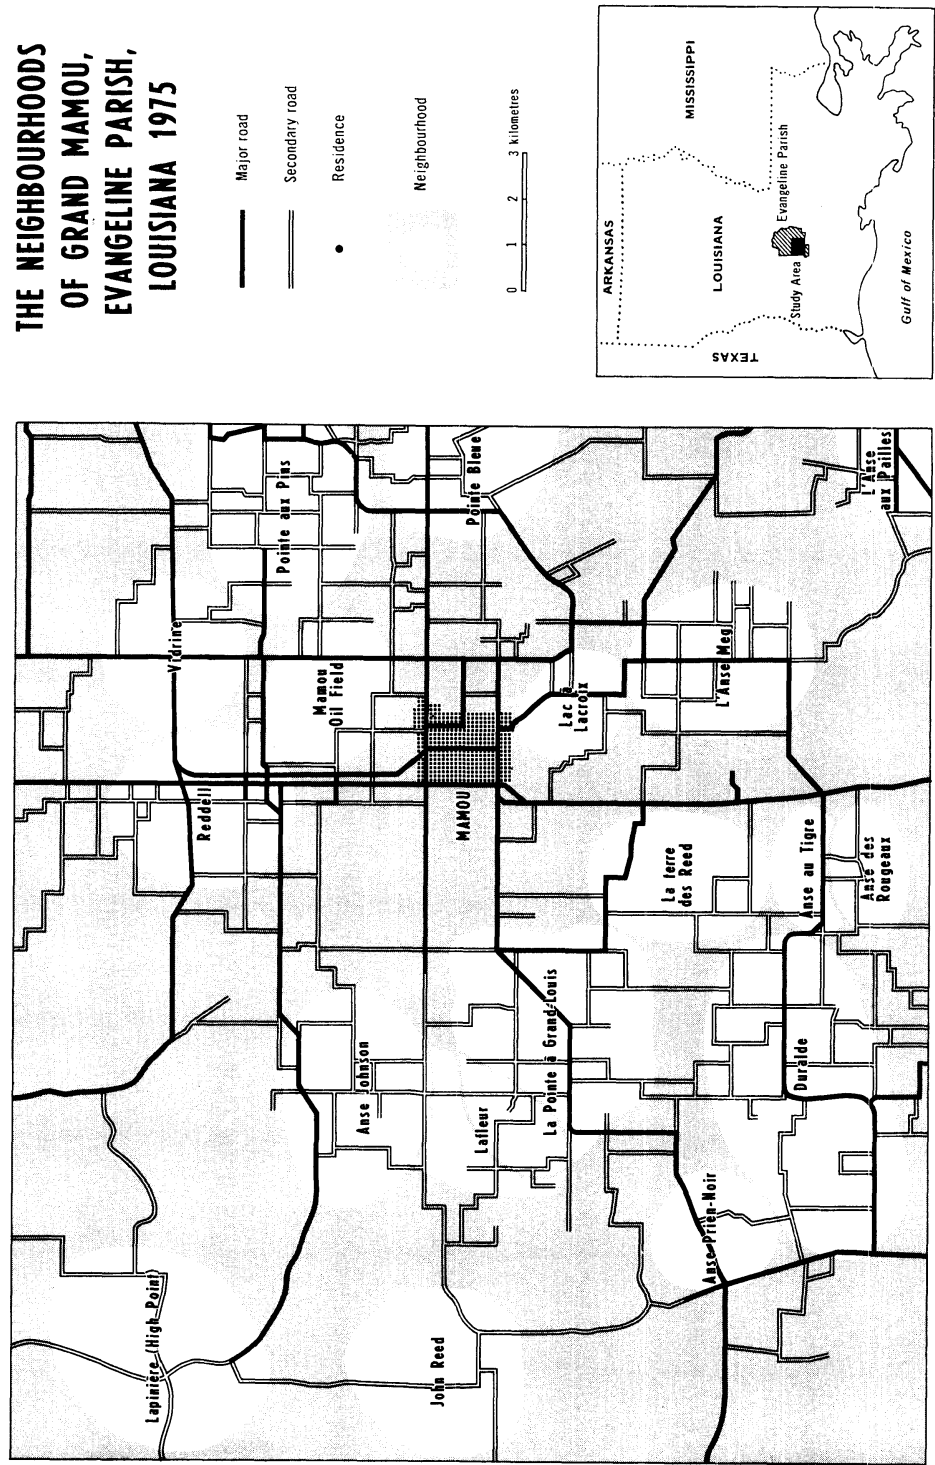 THE NEIGHBOURHOODS
OF GRAND MAMOU,
EVANGELINE PARISH,
LOUISIANA 1975
Major road
Secondary road
Residence
Neighbourhood
0 1 2 3 kilometres
ARKANSAS
MISSISSIPPI
LOUISIANA
TEXAS
Evangeline Parish
Study Area
Gulf of Mexico
Lapinière (High Point)
Reddell
Vidrine
Pointe aux Pins
Mamou
Oil Field
Anse Johnson
John Reed
Lafleur
MAMOU
Pointe Bleue
La Pointe à Grand Louis
Lac à
Lacroix
La Terre
des Reed
L'Anse Meg
Anse Prien-Noir
Duralde
Anse au Tigre
Anse des
Rougeaux
L'Anse
aux Pailles